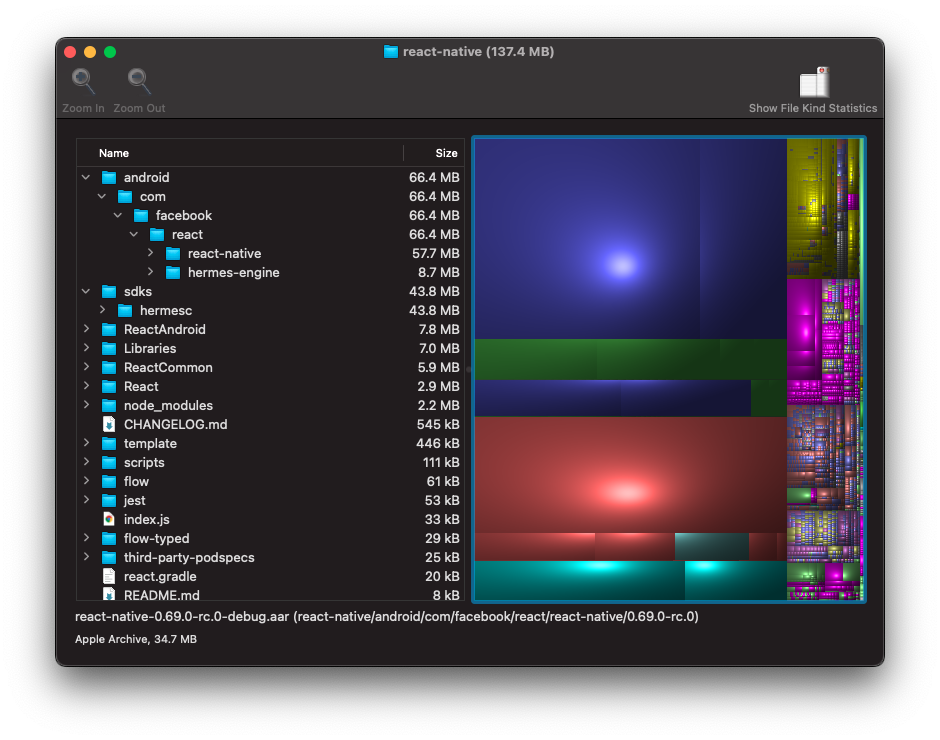 react-native (137.4 MB)
Zoom In Zoom Out Show File Kind Statistics
Name Size
android 66.4 MB
com 66.4 MB
facebook 66.4 MB
react 66.4 MB
react-native 57.7 MB
hermes-engine 8.7 MB
sdks 43.8 MB
hermesc 43.8 MB
ReactAndroid 7.8 MB
Libraries 7.0 MB
ReactCommon 5.9 MB
React 2.9 MB
node_modules 2.2 MB
CHANGELOG.md 545 kB
template 446 kB
scripts 111 kB
flow 61 kB
jest 53 kB
index.js 33 kB
flow-typed 29 kB
third-party-podspecs 25 kB
react.gradle 20 kB
README.md 8 kB
react-native-0.69.0-rc.0-debug.aar (react-native/android/com/facebook/react/react-native/0.69.0-rc.0)
Apple Archive, 34.7 MB